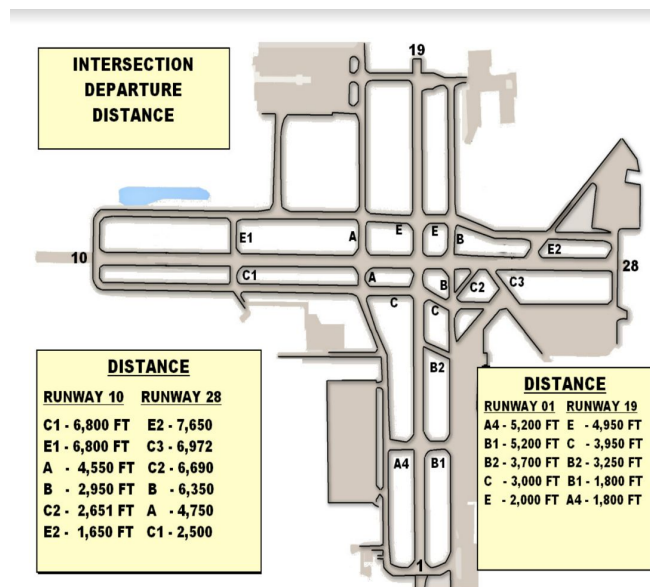 INTERSECTION
DEPARTURE
DISTANCE
19
E1
A
E
E
B
E2
10
28
C1
A
B
C2
C3
C
C
B2
A4
B1
1
DISTANCE
RUNWAY 10 RUNWAY 28
C1 - 6,800 FT E2 - 7,650
E1 - 6,800 FT C3 - 6,972
A - 4,550 FT C2 - 6,690
B - 2,950 FT B - 6,350
C2 - 2,651 FT A - 4,750
E2 - 1,650 FT C1 - 2,500
DISTANCE
RUNWAY 01 RUNWAY 19
A4 - 5,200 FT E - 4,950 FT
B1 - 5,200 FT C - 3,950 FT
B2 - 3,700 FT B2 - 3,250 FT
C - 3,000 FT B1 - 1,800 FT
E - 2,000 FT A4 - 1,800 FT